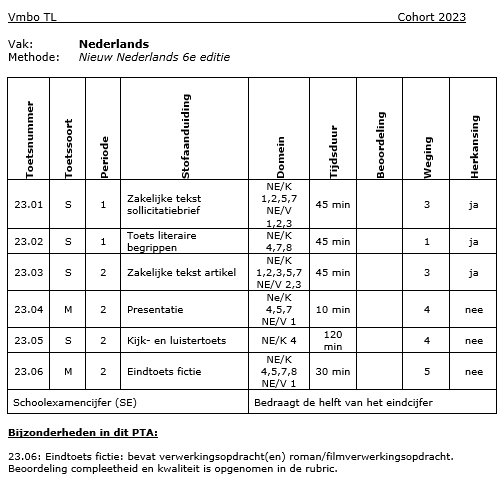 Vmbo TL Cohort 2023
Vak: Nederlands
Methode: Nieuw Nederlands 6e editie
Toetsnummer Toetssoort Periode Stofaanduiding Domein Tijdsduur Beoordeling Weging Herkansing
23.01 S 1 Zakelijke tekst sollicitatiebrief NE/K 1,2,5,7 NE/V 1,2,3 45 min 3 ja
23.02 S 1 Toets literaire begrippen NE/K 4,7,8 45 min 1 ja
23.03 S 2 Zakelijke tekst artikel NE/K 1,2,3,5,7 NE/V 2,3 45 min 3 ja
23.04 M 2 Presentatie Ne/K 4,5,7 NE/V 1 10 min 4 nee
23.05 S 2 Kijk- en luistertoets NE/K 4 120 min 4 nee
23.06 M 2 Eindtoets fictie NE/K 4,5,7,8 NE/V 1 30 min 5 nee
Schoolexamencijfer (SE) Bedraagt de helft van het eindcijfer
Bijzonderheden in dit PTA:
23.06: Eindtoets fictie: bevat verwerkingsopdracht(en) roman/filmverwerkingsopdracht.
Beoordeling compleetheid en kwaliteit is opgenomen in de rubric.